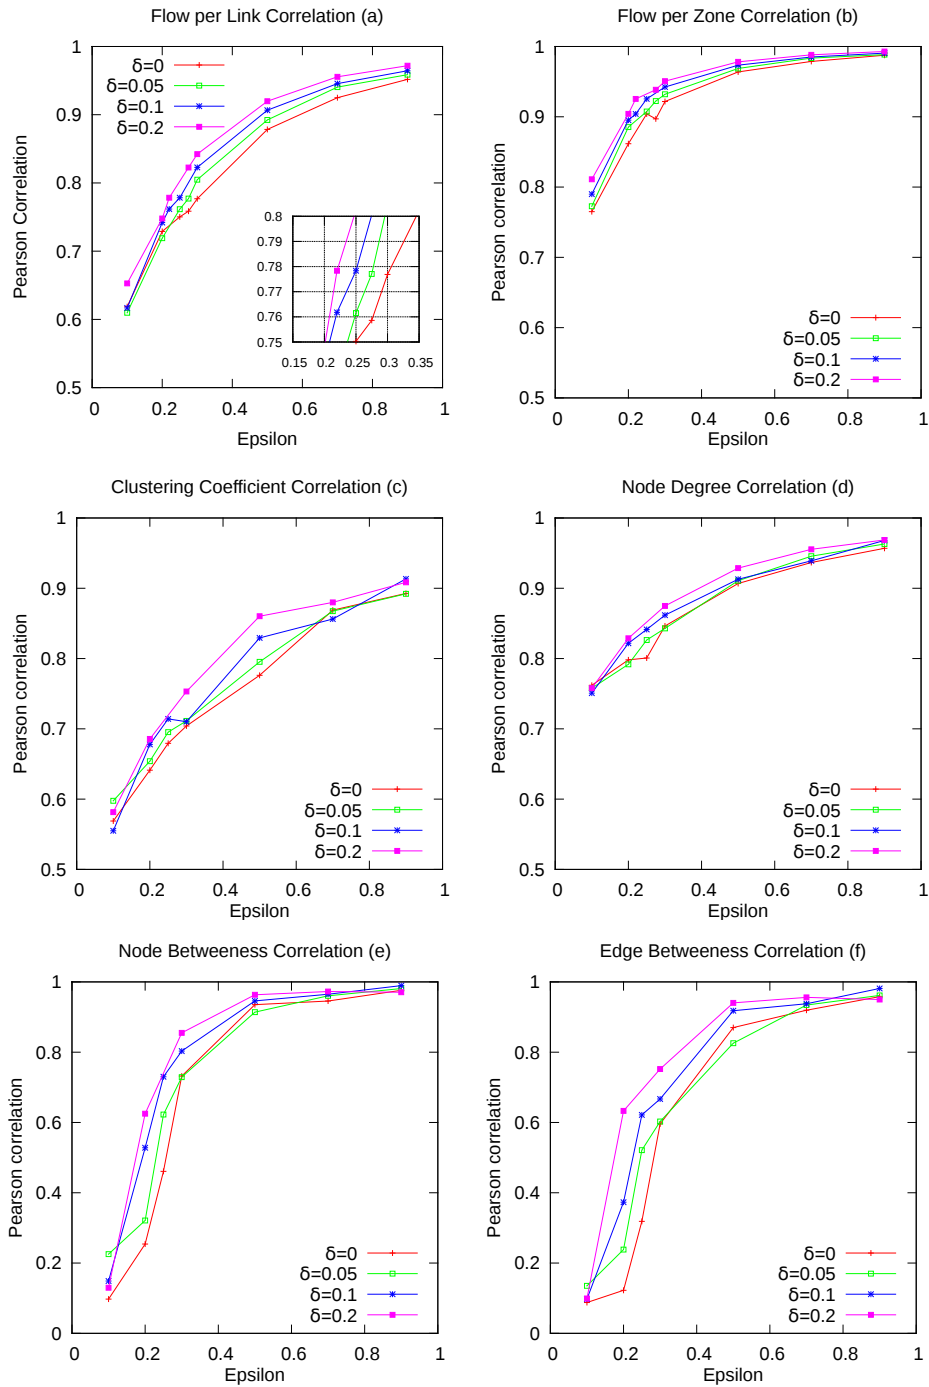 Flow per Link Correlation (a)
1
0.9
0.8
0.7
0.6
0.5
Pearson Correlation
δ=0
δ=0.05
δ=0.1
δ=0.2
0.8
0.79
0.78
0.77
0.76
0.75
0.15 0.2 0.25 0.3 0.35
0 0.2 0.4 0.6 0.8 1
Epsilon
Flow per Zone Correlation (b)
1
0.9
0.8
0.7
0.6
0.5
Pearson correlation
δ=0
δ=0.05
δ=0.1
δ=0.2
0 0.2 0.4 0.6 0.8 1
Epsilon
Clustering Coefficient Correlation (c)
1
0.9
0.8
0.7
0.6
0.5
Pearson correlation
δ=0
δ=0.05
δ=0.1
δ=0.2
0 0.2 0.4 0.6 0.8 1
Epsilon
Node Degree Correlation (d)
1
0.9
0.8
0.7
0.6
0.5
Pearson correlation
δ=0
δ=0.05
δ=0.1
δ=0.2
0 0.2 0.4 0.6 0.8 1
Epsilon
Node Betweeness Correlation (e)
1
0.8
0.6
0.4
0.2
0
Pearson correlation
δ=0
δ=0.05
δ=0.1
δ=0.2
0 0.2 0.4 0.6 0.8 1
Epsilon
Edge Betweeness Correlation (f)
1
0.8
0.6
0.4
0.2
0
Pearson correlation
δ=0
δ=0.05
δ=0.1
δ=0.2
0 0.2 0.4 0.6 0.8 1
Epsilon